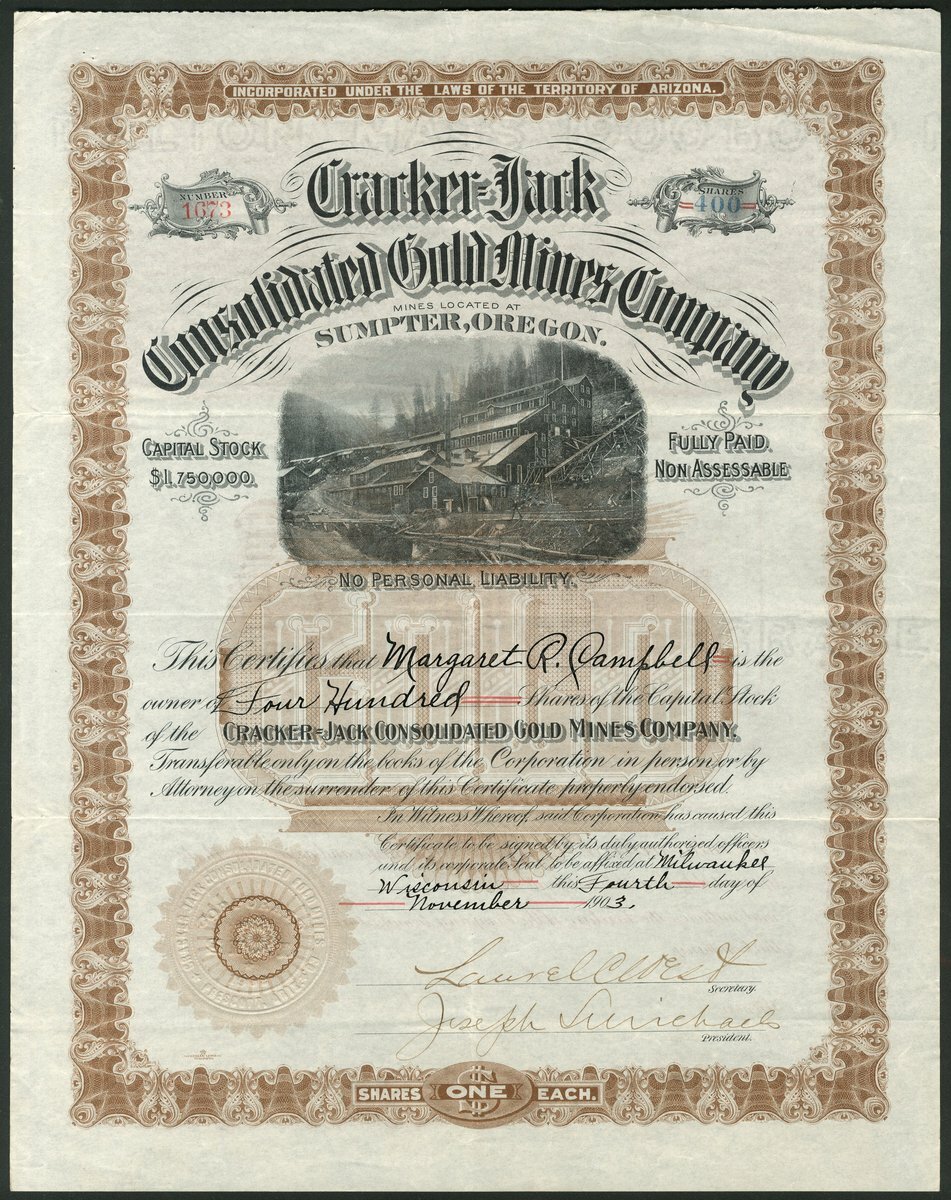 INCORPORATED UNDER THE LAWS OF THE TERRITORY OF ARIZONA.
NUMBER
1673
Cracker=Jack
SHARES
=400=
Consolidated Gold Mines Company
MINES LOCATED AT
SUMPTER, OREGON.
CAPITAL STOCK
$1,750,000.
FULLY PAID.
NON ASSESSABLE
NO PERSONAL LIABILITY.
This Certifies that Margaret R. Campbell is the
owner of Four Hundred Shares of the Capital Stock
of the CRACKER=JACK CONSOLIDATED GOLD MINES COMPANY.
Transferable only on the books of the Corporation in person or by
Attorney on the surrender of this Certificate properly endorsed.
In Witness Whereof, said Corporation has caused this
Certificate to be signed by its duly authorized officers
and its corporate Seal to be affixed at Milwaukee
Wisconsin this Fourth day of
November 1903.
Laurel C West
Secretary.
Joseph
President.
SHARES $ ONE EACH.